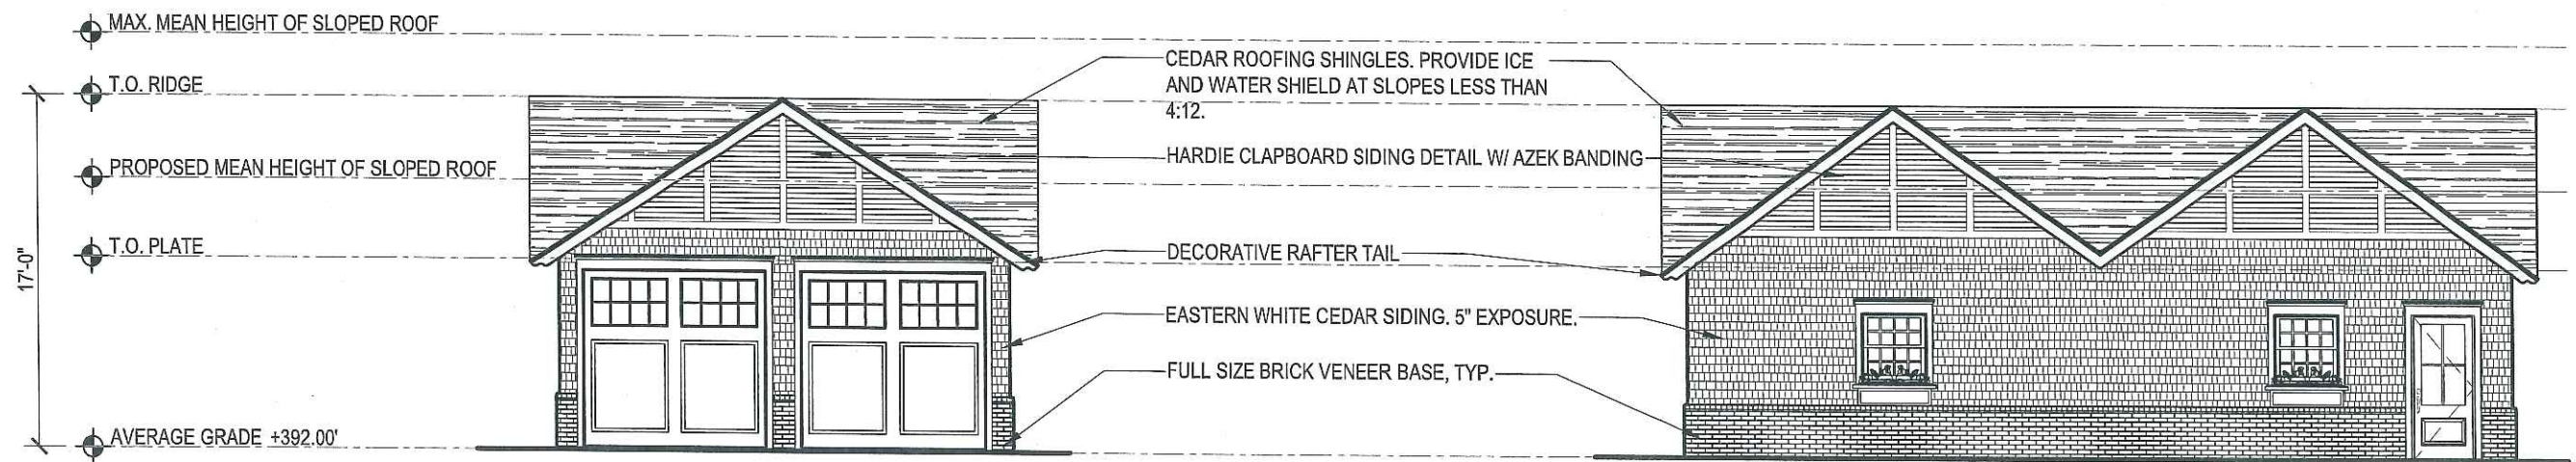 MAX. MEAN HEIGHT OF SLOPED ROOF
T.O. RIDGE
PROPOSED MEAN HEIGHT OF SLOPED ROOF
T.O. PLATE
17'-0"
AVERAGE GRADE +392.00'
CEDAR ROOFING SHINGLES. PROVIDE ICE
AND WATER SHIELD AT SLOPES LESS THAN
4:12.
HARDIE CLAPBOARD SIDING DETAIL W/ AZEK BANDING
DECORATIVE RAFTER TAIL
EASTERN WHITE CEDAR SIDING. 5" EXPOSURE.
FULL SIZE BRICK VENEER BASE, TYP.